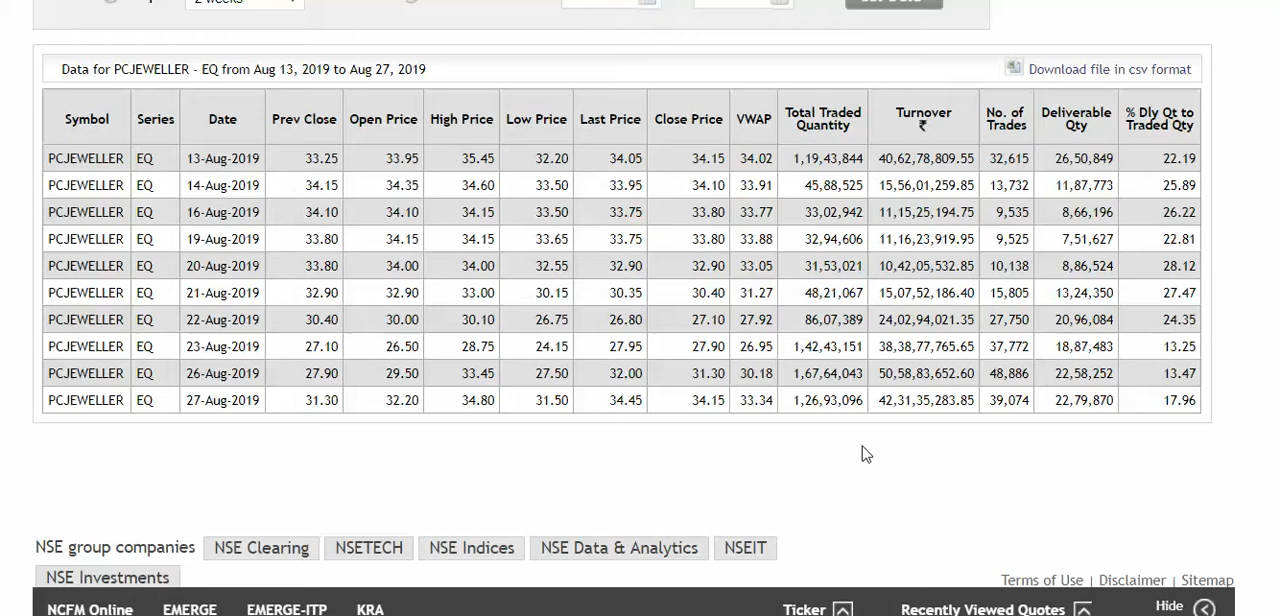 2 weeks
Data for PCJEWELLER - EQ from Aug 13, 2019 to Aug 27, 2019
Download file in csv format
Symbol Series Date Prev Close Open Price High Price Low Price Last Price Close Price VWAP Total Traded Quantity Turnover ₹ No. of Trades Deliverable Qty % Dly Qt to Traded Qty
PCJEWELLER EQ 13-Aug-2019 33.25 33.95 35.45 32.20 34.05 34.15 34.02 1,19,43,844 40,62,78,809.55 32,615 26,50,849 22.19
PCJEWELLER EQ 14-Aug-2019 34.15 34.35 34.60 33.50 33.95 34.10 33.91 45,88,525 15,56,01,259.85 13,732 11,87,773 25.89
PCJEWELLER EQ 16-Aug-2019 34.10 34.10 34.15 33.50 33.75 33.80 33.77 33,02,942 11,15,25,194.75 9,535 8,66,196 26.22
PCJEWELLER EQ 19-Aug-2019 33.80 34.15 34.15 33.65 33.75 33.80 33.88 32,94,606 11,16,23,919.95 9,525 7,51,627 22.81
PCJEWELLER EQ 20-Aug-2019 33.80 34.00 34.00 32.55 32.90 32.90 33.05 31,53,021 10,42,05,532.85 10,138 8,86,524 28.12
PCJEWELLER EQ 21-Aug-2019 32.90 32.90 33.00 30.15 30.35 30.40 31.27 48,21,067 15,07,52,186.40 15,805 13,24,350 27.47
PCJEWELLER EQ 22-Aug-2019 30.40 30.00 30.10 26.75 26.80 27.10 27.92 86,07,389 24,02,94,021.35 27,750 20,96,084 24.35
PCJEWELLER EQ 23-Aug-2019 27.10 26.50 28.75 24.15 27.95 27.90 26.95 1,42,43,151 38,38,77,765.65 37,772 18,87,483 13.25
PCJEWELLER EQ 26-Aug-2019 27.90 29.50 33.45 27.50 32.00 31.30 30.18 1,67,64,043 50,58,83,652.60 48,886 22,58,252 13.47
PCJEWELLER EQ 27-Aug-2019 31.30 32.20 34.80 31.50 34.45 34.15 33.34 1,26,93,096 42,31,35,283.85 39,074 22,79,870 17.96
NSE group companies NSE Clearing NSETECH NSE Indices NSE Data & Analytics NSEIT
NSE Investments
Terms of Use | Disclaimer | Sitemap
NCFM Online EMERGE EMERGE-ITP KRA Ticker Recently Viewed Quotes Hide